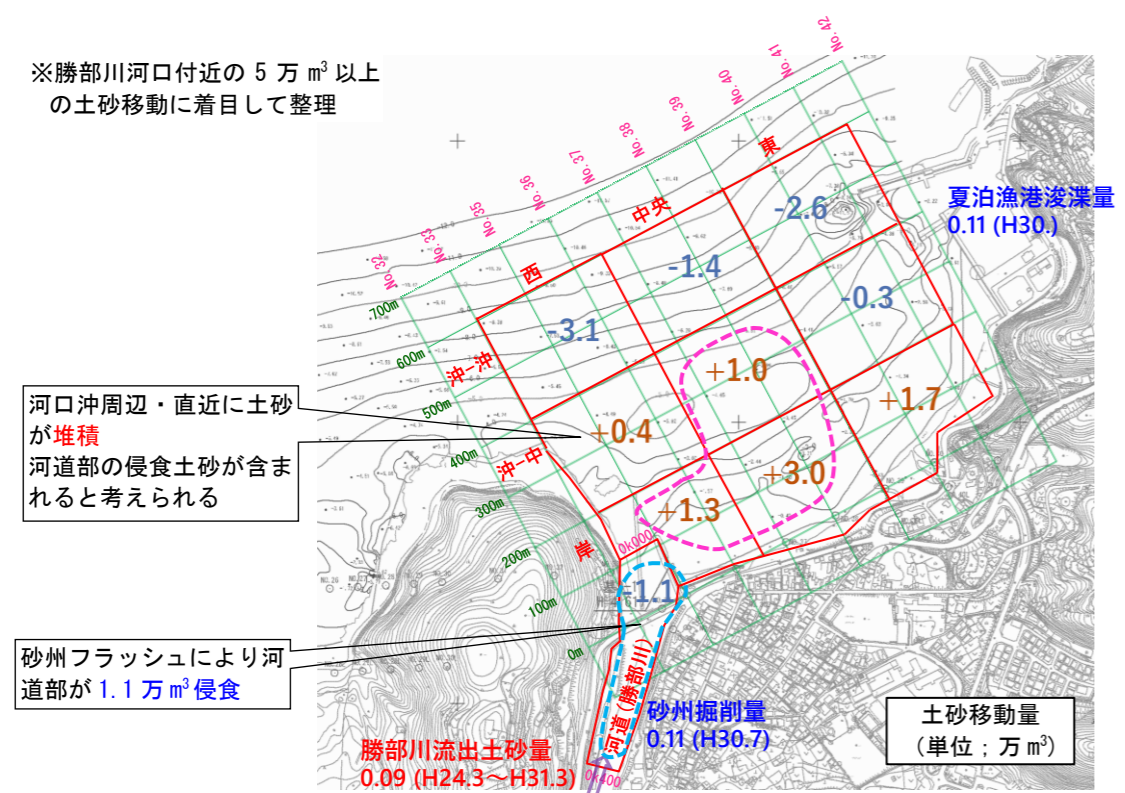 ※勝部川河口付近の 5 万 m³ 以上
の土砂移動に着目して整理
No. 32
No. 33
No. 35
No. 36
No. 37
No. 38
No. 39
No. 40
No. 41
No. 42
西
中央
東
夏泊漁港浚渫量
0.11 (H30.)
700m
600m
500m
400m
300m
200m
100m
0m
沖-沖
沖-中
岸
-3.1
-1.4
-2.6
+0.4
+1.0
-0.3
+1.3
+3.0
+1.7
-1.1
河口沖周辺・直近に土砂
が堆積
河道部の侵食土砂が含ま
れると考えられる
0k000
砂州フラッシュにより河
道部が 1.1 万 m³ 侵食
河道(勝部川)
砂州掘削量
0.11 (H30.7)
勝部川流出土砂量
0.09 (H24.3～H31.3)
0k400
土砂移動量
(単位；万 m³)